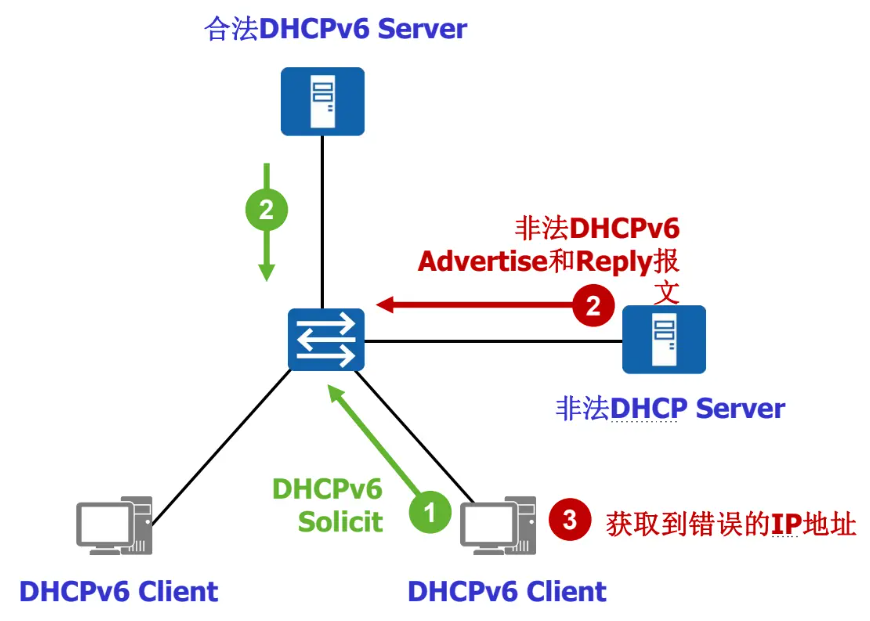 合法DHCPv6 Server
2
非法DHCPv6
Advertise和Reply报
文
2
非法DHCP Server
DHCPv6
Solicit
1
3
获取到错误的IP地址
DHCPv6 Client
DHCPv6 Client